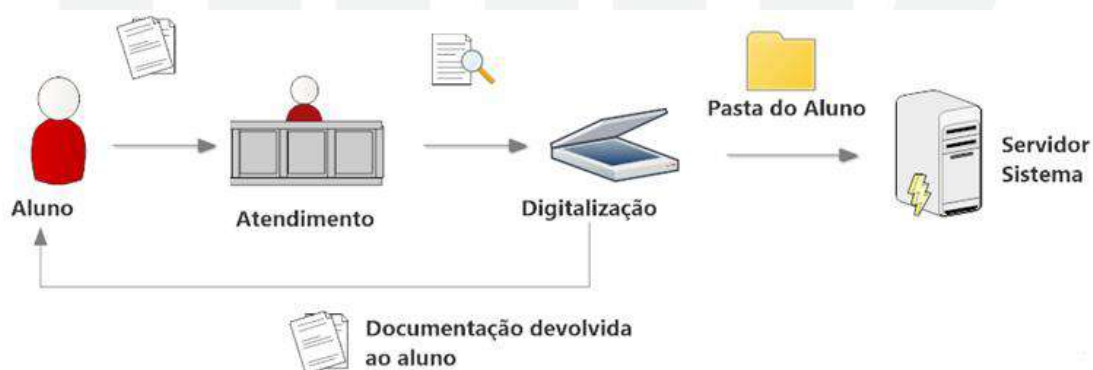 Pasta do Aluno
Servidor
Sistema
Aluno
Atendimento
Digitalização
Documentação devolvida
ao aluno